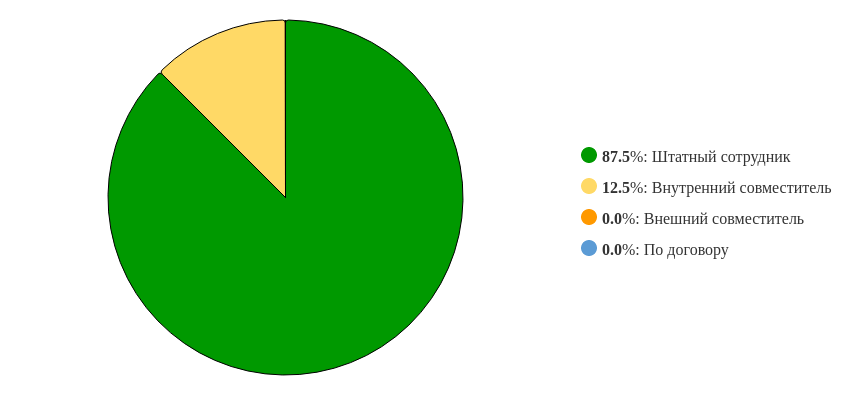 87.5%: Штатный сотрудник
12.5%: Внутренний совместитель
0.0%: Внешний совместитель
0.0%: По договору